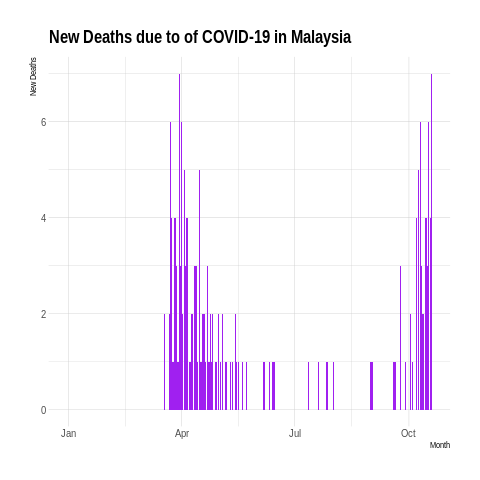 New Deaths due to of COVID-19 in Malaysia
New Deaths
6
4
2
0
Jan Apr Jul Oct
Month